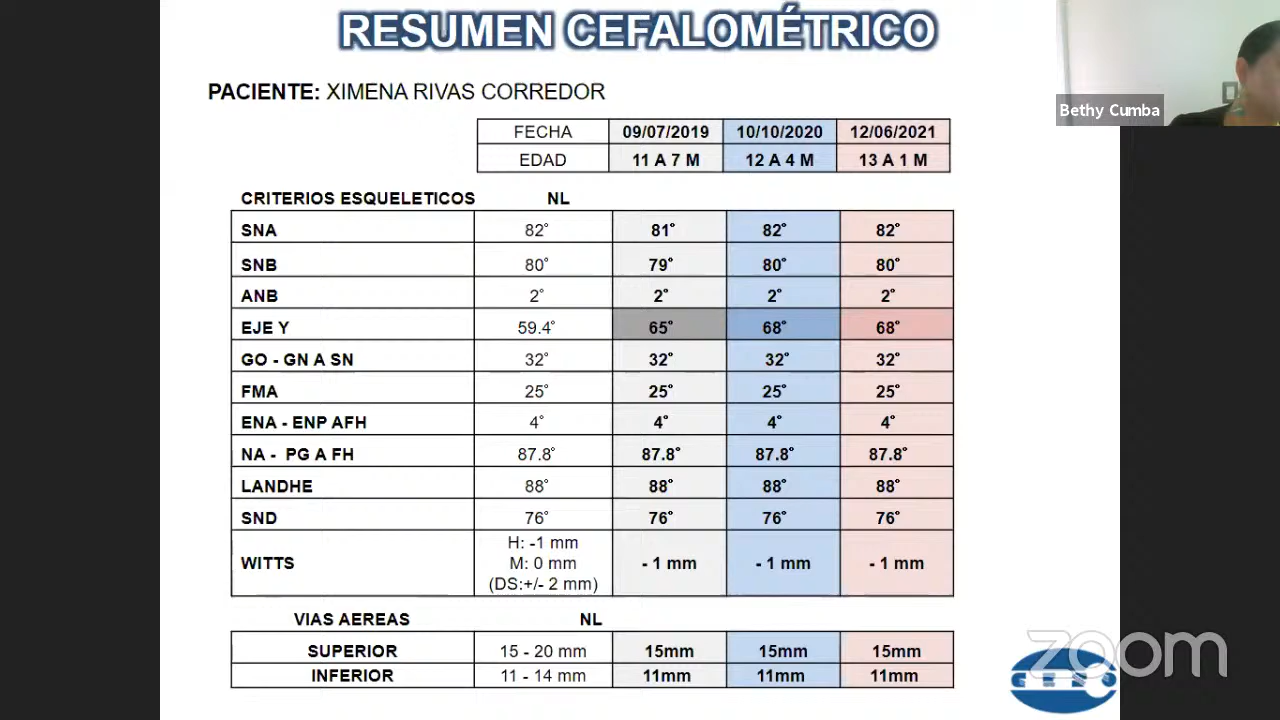 RESUMEN CEFALOMÉTRICO
PACIENTE: XIMENA RIVAS CORREDOR
Bethy Cumba
FECHA 09/07/2019 10/10/2020 12/06/2021
EDAD 11 A 7 M 12 A 4 M 13 A 1 M
CRITERIOS ESQUELETICOS NL
SNA 82° 81° 82° 82°
SNB 80° 79° 80° 80°
ANB 2° 2° 2° 2°
EJE Y 59.4° 65° 68° 68°
GO - GN A SN 32° 32° 32° 32°
FMA 25° 25° 25° 25°
ENA - ENP AFH 4° 4° 4° 4°
NA - PG A FH 87.8° 87.8° 87.8° 87.8°
LANDHE 88° 88° 88° 88°
SND 76° 76° 76° 76°
H: -1 mm
WITTS M: 0 mm - 1 mm - 1 mm - 1 mm
(DS:+/- 2 mm)
VIAS AEREAS NL
SUPERIOR 15 - 20 mm 15mm 15mm 15mm
INFERIOR 11 - 14 mm 11mm 11mm 11mm
zoom